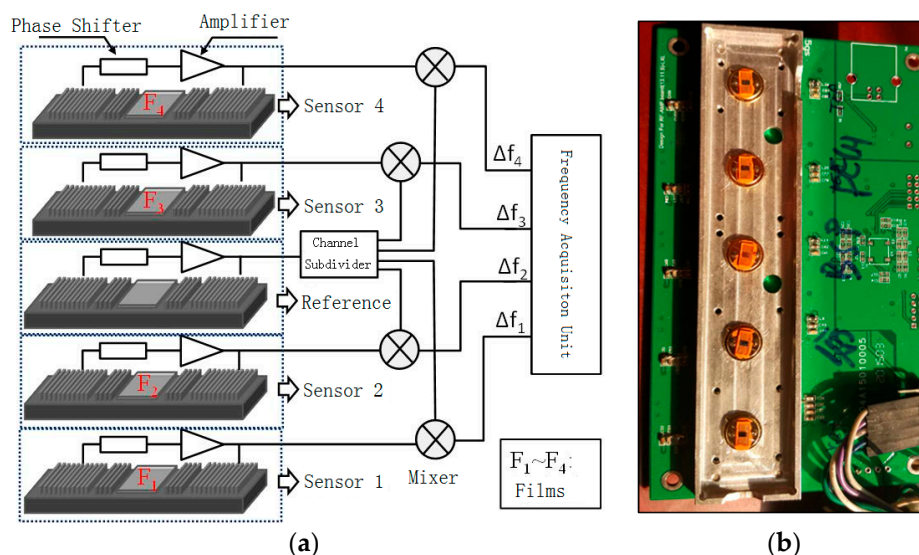 Phase Shifter
Amplifier
F4
Sensor 4
F3
Sensor 3
Channel
Subdivider
Reference
F2
Sensor 2
F1
Sensor 1
Mixer
Δf4
Δf3
Δf2
Δf1
Frequency Acquisiton Unit
F1~F4:
Films
(a)
(b)